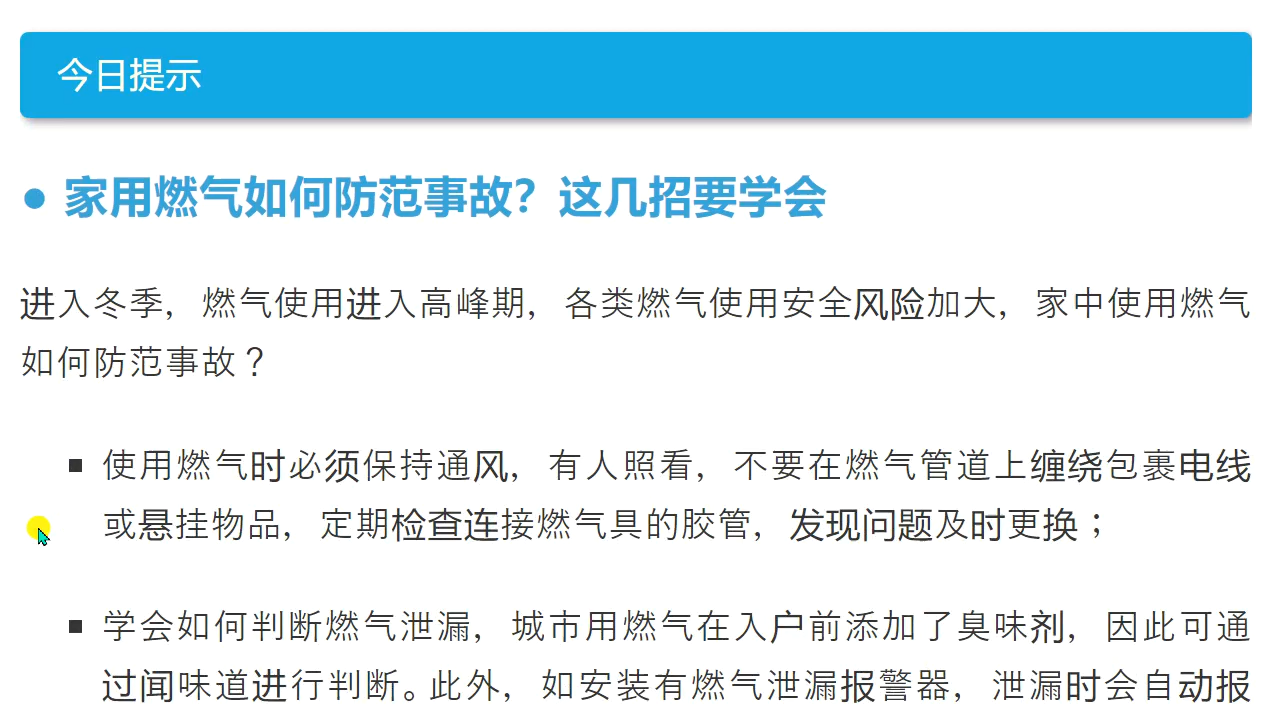 今日提示
● 家用燃气如何防范事故？这几招要学会
进入冬季，燃气使用进入高峰期，各类燃气使用安全风险加大，家中使用燃气
如何防范事故？
▪ 使用燃气时必须保持通风，有人照看，不要在燃气管道上缠绕包裹电线
或悬挂物品，定期检查连接燃气具的胶管，发现问题及时更换；
▪ 学会如何判断燃气泄漏，城市用燃气在入户前添加了臭味剂，因此可通
过闻味道进行判断。此外，如安装有燃气泄漏报警器，泄漏时会自动报